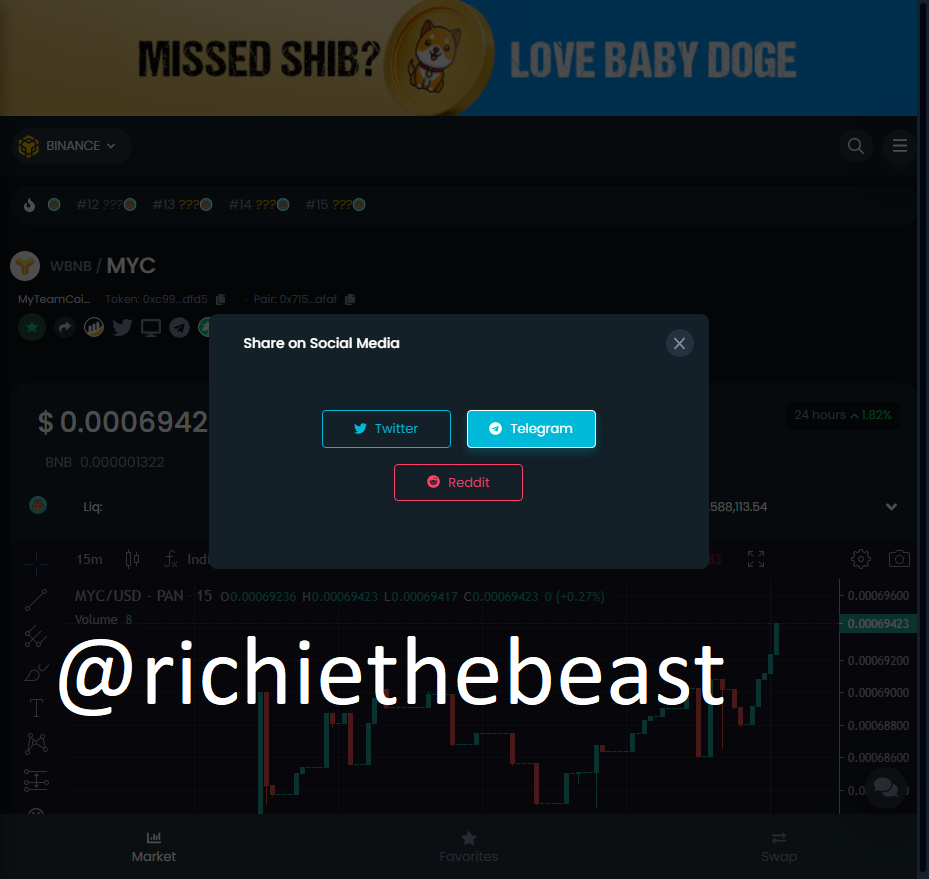 MISSED SHIB? LOVE BABY DOGE
BINANCE
#12 ??? #13 ??? #14 ??? #15 ???
WBNB / MYC
MyTeamCoi... Token: 0xc99...dfd5 · Pair: 0x715...afaf
Share on Social Media
$ 0.0006942
24 hours 1.82%
Twitter Telegram
BNB 0.000001322
Reddit
Liq: .588,113.54
15m
MYC/USD - PAN · 15 O0.00069236 H0.00069423 L0.00069417 C0.00069423 0 (+0.27%)
0.00069600
Volume 8
0.00069423
@richiethebeast
0.00069200
0.00069000
0.00068800
0.00068600
Market Favorites Swap